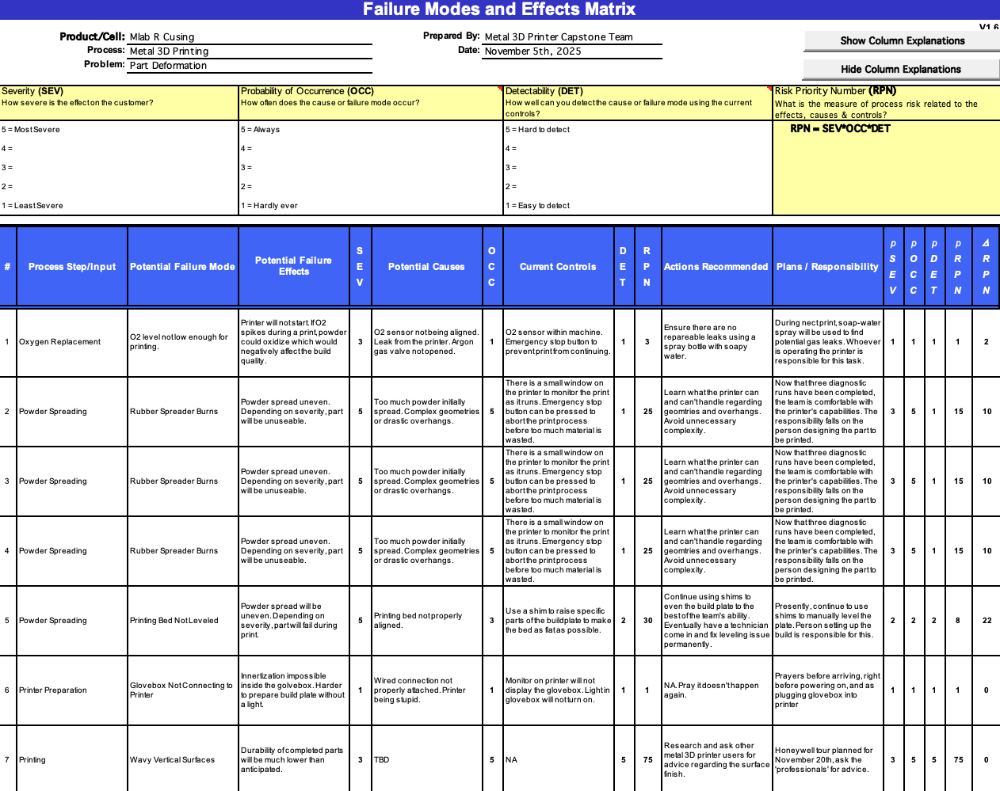 Failure Modes and Effects Matrix
V1.6
Product/Cell: Mlab R Cusing
Prepared By: Metal 3D Printer Capstone Team
Show Column Explanations
Process: Metal 3D Printing
Date: November 5th, 2025
Problem: Part Deformation
Hide Column Explanations
Severity (SEV)
How severe is the effect on the customer?
Probability of Occurrence (OCC)
How often does the cause or failure mode occur?
Detectability (DET)
How well can you detect the cause or failure mode using the current
controls?
Risk Priority Number (RPN)
What is the measure of process risk related to the
effects, causes & controls?
5 = Most Severe
4 =
3 =
2 =
1 = Least Severe
5 = Always
4 =
3 =
2 =
1 = Hardly ever
5 = Hard to detect
4 =
3 =
2 =
1 = Easy to detect
RPN = SEV*OCC*DET
#
Process Step/Input
Potential Failure Mode
Potential Failure
Effects
SEV
Potential Causes
OCC
Current Controls
DET
RPN
Actions Recommended
Plans / Responsibility
pSEV
pOCC
pDET
pRPN
ΔRPN
1
Oxygen Replacement
O2 level not low enough for
printing.
Printer will not start. If O2
spikes during a print, powder
could oxidize which would
negatively affect the build
quality.
3
O2 sensor not being aligned.
Leak from the printer. Argon
gas valve not opened.
1
O2 sensor within machine.
Emergency stop button to
prevent print from continuing.
1
3
Ensure there are no
repareable leaks using a
spray bottle with soapy
water.
During nect print, soap-water
spray will be used to find
potential gas leaks. Whoever
is operating the printer is
responsible for this task.
1
1
1
1
2
2
Powder Spreading
Rubber Spreader Burns
Powder spread uneven.
Depending on severity, part
will be unuseable.
5
Too much powder initially
spread. Complex geometries
or drastic overhangs.
5
There is a small window on
the printer to monitor the print
as it runs. Emergency stop
button can be pressed to
abort the print process
before too much material is
wasted.
1
25
Learn what the printer can
and can't handle regarding
geomtries and overhangs.
Avoid unnecessary
complexity.
Now that three diagnostic
runs have been completed,
the team is comfortable with
the printer's capabilities. The
responsibility falls on the
person designing the part to
be printed.
3
5
1
15
10
3
Powder Spreading
Rubber Spreader Burns
Powder spread uneven.
Depending on severity, part
will be unuseable.
5
Too much powder initially
spread. Complex geometries
or drastic overhangs.
5
There is a small window on
the printer to monitor the print
as it runs. Emergency stop
button can be pressed to
abort the print process
before too much material is
wasted.
1
25
Learn what the printer can
and can't handle regarding
geomtries and overhangs.
Avoid unnecessary
complexity.
Now that three diagnostic
runs have been completed,
the team is comfortable with
the printer's capabilities. The
responsibility falls on the
person designing the part to
be printed.
3
5
1
15
10
4
Powder Spreading
Rubber Spreader Burns
Powder spread uneven.
Depending on severity, part
will be unuseable.
5
Too much powder initially
spread. Complex geometries
or drastic overhangs.
5
There is a small window on
the printer to monitor the print
as it runs. Emergency stop
button can be pressed to
abort the print process
before too much material is
wasted.
1
25
Learn what the printer can
and can't handle regarding
geomtries and overhangs.
Avoid unnecessary
complexity.
Now that three diagnostic
runs have been completed,
the team is comfortable with
the printer's capabilities. The
responsibility falls on the
person designing the part to
be printed.
3
5
1
15
10
5
Powder Spreading
Printing Bed Not Leveled
Powder spread will be
uneven. Depending on
severity, part will fail during
print.
5
Printing bed not properly
aligned.
3
Use a shim to raise specific
parts of the buildplate to make
the bed as flat as possible.
2
30
Continue using shims to
even the build plate to the
best of the team's ability.
Eventually have a technician
come in and fix leveling issue
permanently.
Presently, continue to use
shims to manually level the
plate. Person setting up the
build is responsible for this.
2
2
2
8
22
6
Printer Preparation
Glovebox Not Connecting to
Printer
Innertization impossible
inside the golvebox. Harder
to prepare build plate without
a light.
1
Wired connection not
properly attached. Printer
being stupid.
1
Monitor on printer will not
display the glovebox. Light in
glovebox will not turn on.
1
1
NA. Pray it doesn't happen
again.
Prayers before arriving, right
before powering on, and as
plugging glovebox into
printer
1
1
1
1
0
7
Printing
Wavy Vertical Surfaces
Durability of completed parts
will be much lower than
anticipated.
3
TBD
5
NA
5
75
Research and ask other
metal 3D printer users for
advice regarding the surface
finish.
Honeywell tour planned for
November 20th, ask the
'professionals' for advice.
3
5
5
75
0